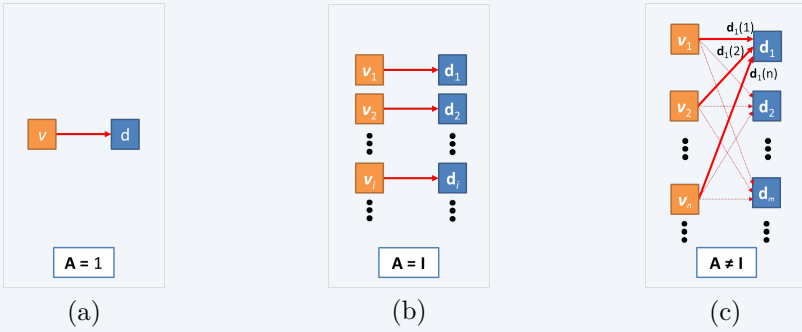 v d
A = 1
(a)
v₁ d₁
v₂ d₂
vᵢ dᵢ
A = I
(b)
d₁(1)
v₁ d₁
d₁(2)
d₁(n)
v₂ d₂
vₙ dₘ
A ≠ I
(c)